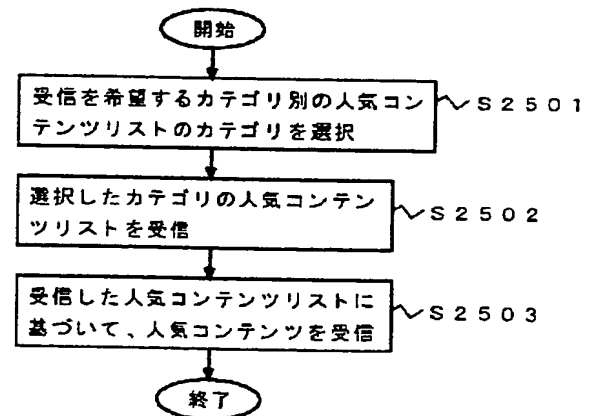 開始
受信を希望するカテゴリ別の人気コン
テンツリストのカテゴリを選択
S2501
選択したカテゴリの人気コンテン
ツリストを受信
S2502
受信した人気コンテンツリストに
基づいて、人気コンテンツを受信
S2503
終了